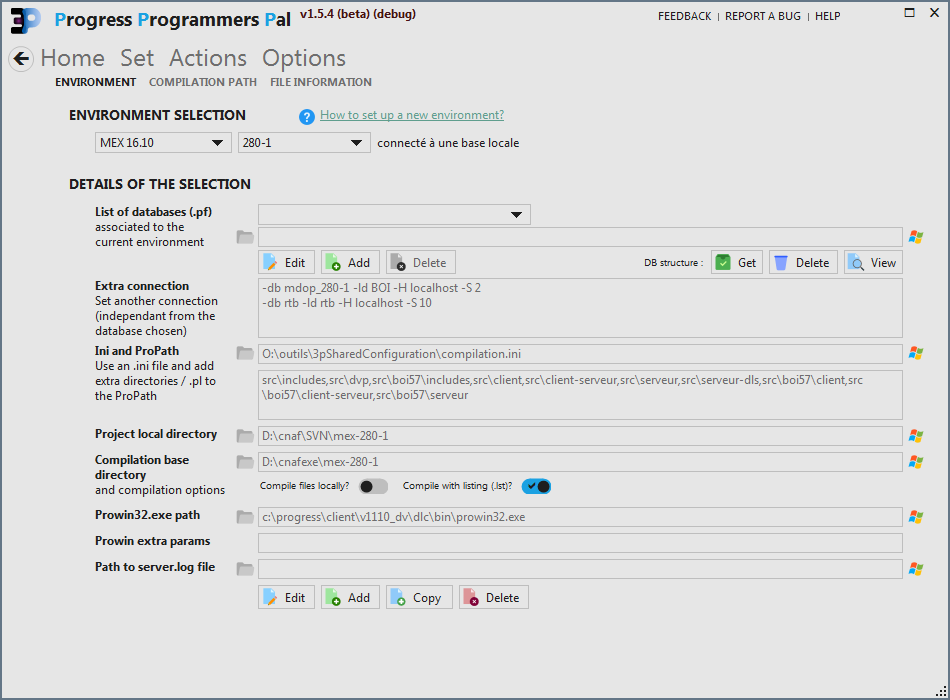 3P Progress Programmers Pal v1.5.4 (beta) (debug)
FEEDBACK | REPORT A BUG | HELP
Home Set Actions Options
ENVIRONMENT COMPILATION PATH FILE INFORMATION
ENVIRONMENT SELECTION
? How to set up a new environment?
MEX 16.10 280-1 connecté à une base locale
DETAILS OF THE SELECTION
List of databases (.pf)
associated to the
current environment
Edit Add Delete DB structure : Get Delete View
Extra connection
Set another connection
(independant from the
database chosen)
-db mdop_280-1 -ld BOI -H localhost -S 2
-db rtb -ld rtb -H localhost -S 10
Ini and ProPath
Use an .ini file and add
extra directories / .pl to
the ProPath
O:\outils\3pSharedConfiguration\compilation.ini
src\includes,src\dvp,src\boi57\includes,src\client,src\client-serveur,src\serveur,src\serveur-dls,src\boi57\client,src
\boi57\client-serveur,src\boi57\serveur
Project local directory D:\cnaf\SVN\mex-280-1
Compilation base
directory
and compilation options
D:\cnafexe\mex-280-1
Compile files locally? Compile with listing (.lst)?
Prowin32.exe path c:\progress\client\v1110_dv\dlc\bin\prowin32.exe
Prowin extra params
Path to server.log file
Edit Add Copy Delete